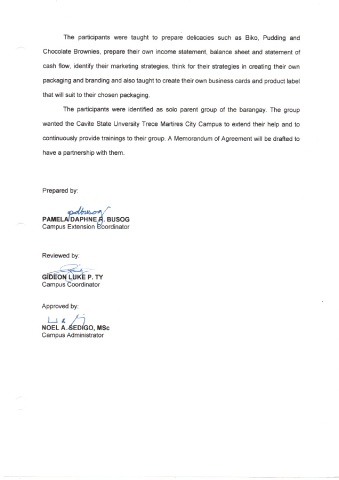 The participants were taught to prepare delicacies such as Biko, Pudding and
Chocolate Brownies, prepare their own income statement, balance sheet and statement of
cash flow, identify their marketing strategies, think for their strategies in creating their own
packaging and branding and also taught to create their own business cards and product label
that will suit to their chosen packaging.
The participants were identified as solo parent group of the barangay. The group
wanted the Cavite State Unversity Trece Martires City Campus to extend their help and to
continuously provide trainings to their group. A Memorandum of Agreement will be drafted to
have a partnership with them.
Prepared by:
PAMELA DAPHNE R. BUSOG
Campus Extension Coordinator
Reviewed by:
GIDEON LUKE P. TY
Campus Coordinator
Approved by:
NOEL A. SEDIGO, MSc
Campus Administrator